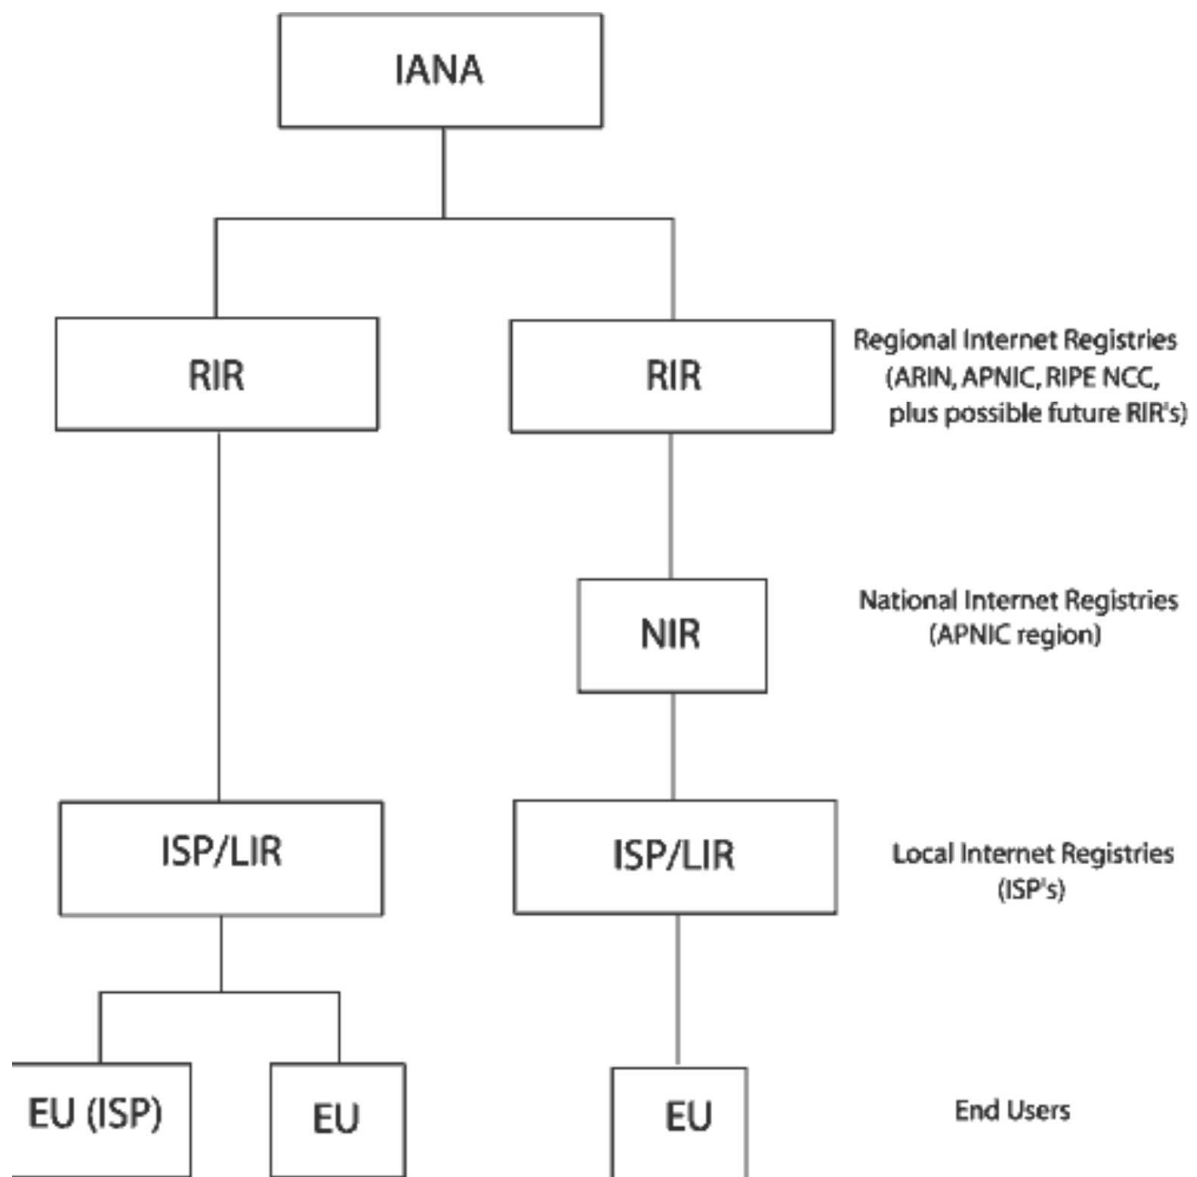 IANA
RIR
RIR
Regional Internet Registries
(ARIN, APNIC, RIPE NCC,
plus possible future RIR's)
NIR
National Internet Registries
(APNIC region)
ISP/LIR
ISP/LIR
Local Internet Registries
(ISP's)
EU (ISP)
EU
EU
End Users